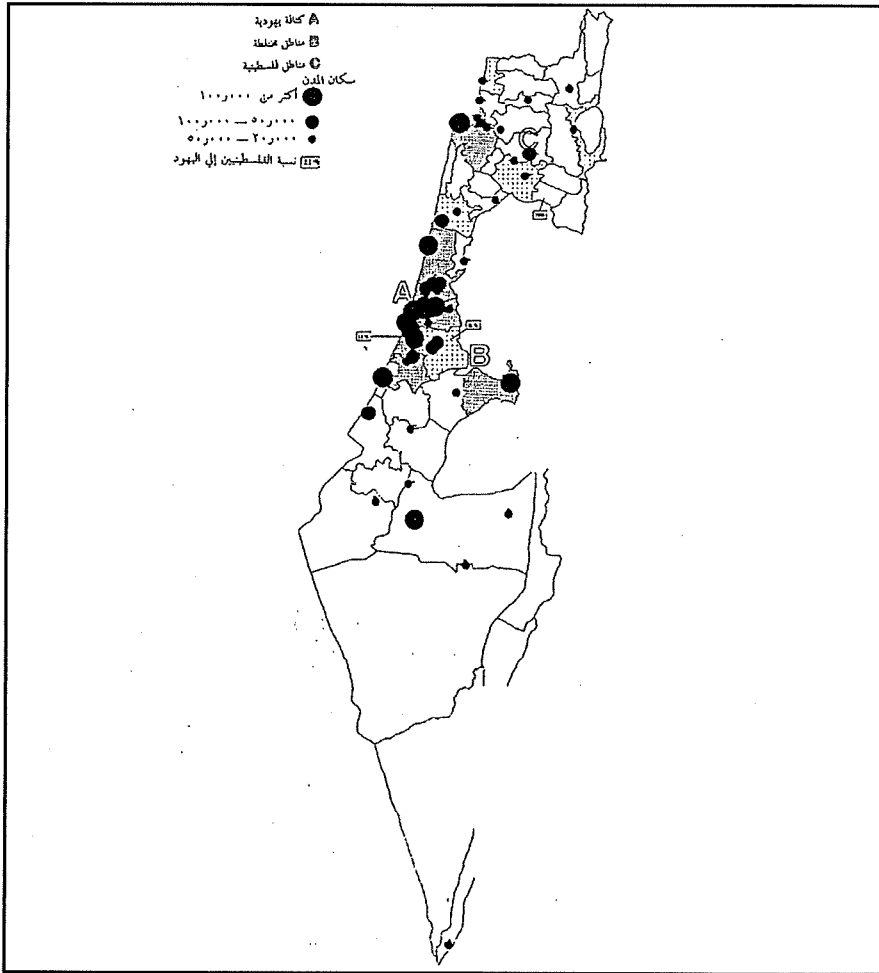 A كتلة يهودية
B مناطق مختلطة
C مناطق فلسطينية
سكان المدن
أكثر من ١٠٠٫٠٠٠
٥٠٫٠٠٠ — ١٠٠٫٠٠٠
٢٠٫٠٠٠ — ٥٠٫٠٠٠
نسبة الفلسطينيين إلى اليهود
C
A
B